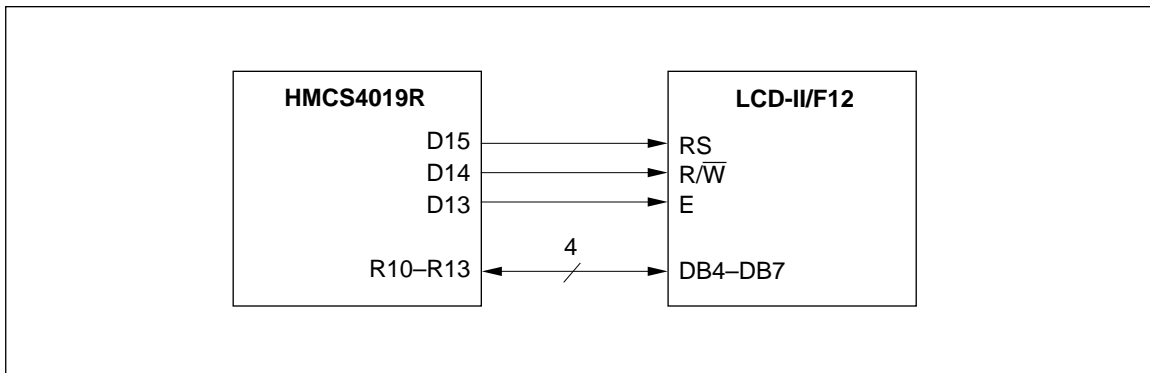 HMCS4019R
LCD-II/F12
D15
RS
D14
R/W̅
D13
E
4
R10–R13
DB4–DB7